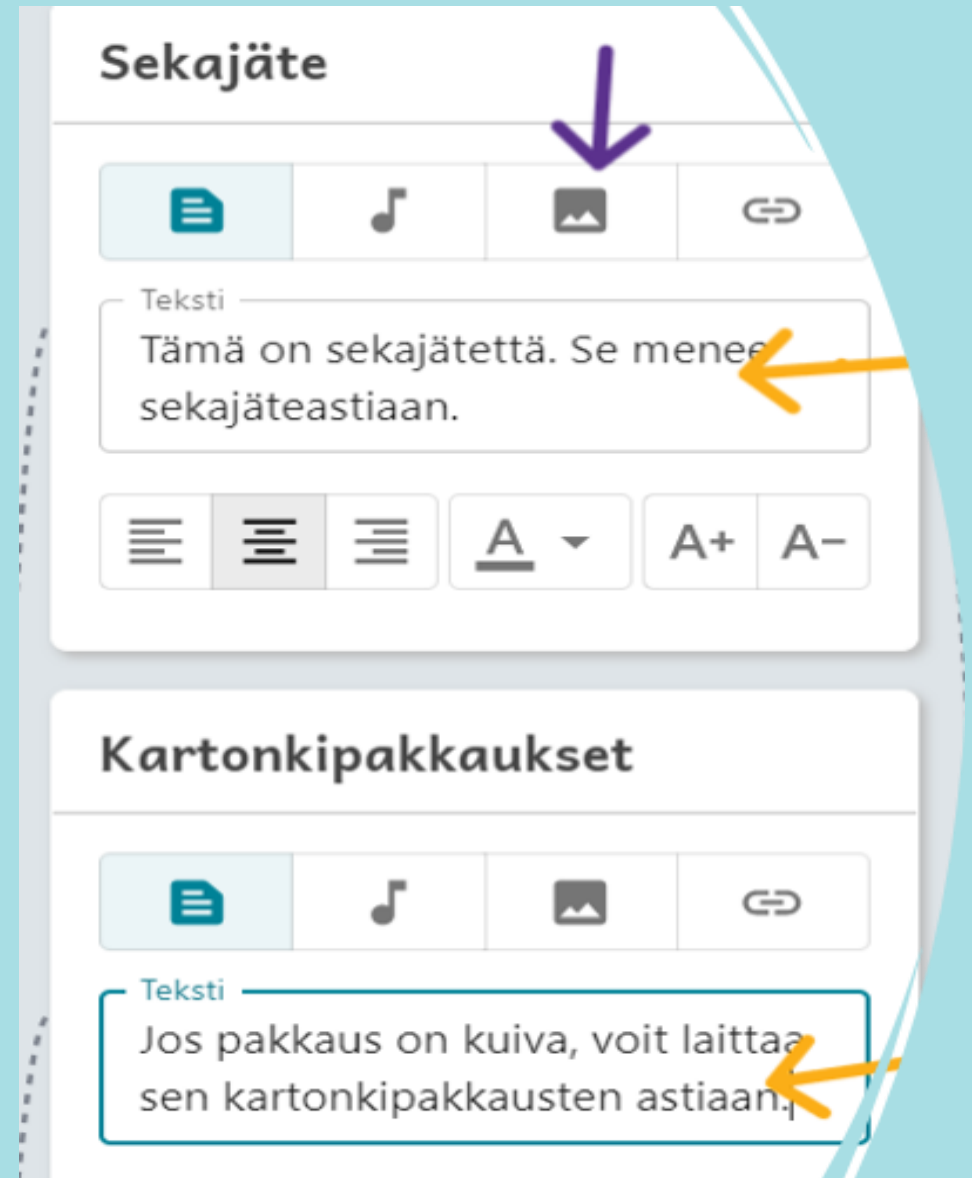 Sekajäte
Teksti
Tämä on sekajätettä. Se menee
sekajäteastiaan.
A A+ A-
Kartonkipakkaukset
Teksti
Jos pakkaus on kuiva, voit laittaa
sen kartonkipakkausten astiaan.